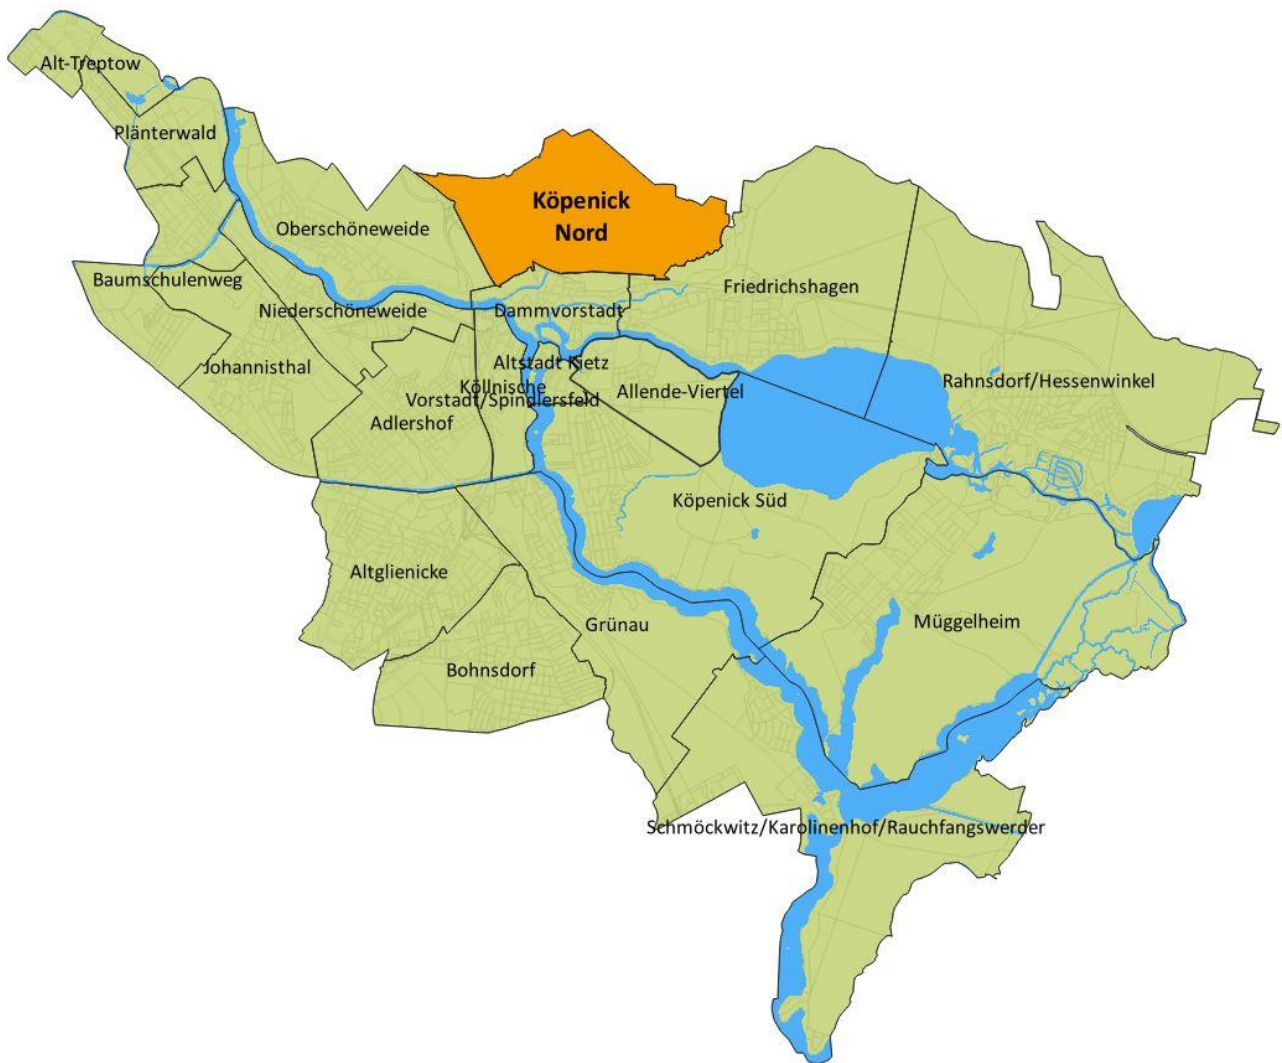 Alt-Treptow
Plänterwald
Köpenick
Nord
Oberschöneweide
Baumschulenweg
Friedrichshagen
Niederschöneweide
Dammvorstadt
Johannisthal
Altstadt Kietz
Rahnsdorf/Hessenwinkel
Köllnische
Vorstadt/Spindlersfeld
Allende-Viertel
Adlershof
Köpenick Süd
Altglienicke
Grünau
Müggelheim
Bohnsdorf
Schmöckwitz/Karolinenhof/Rauchfangswerder